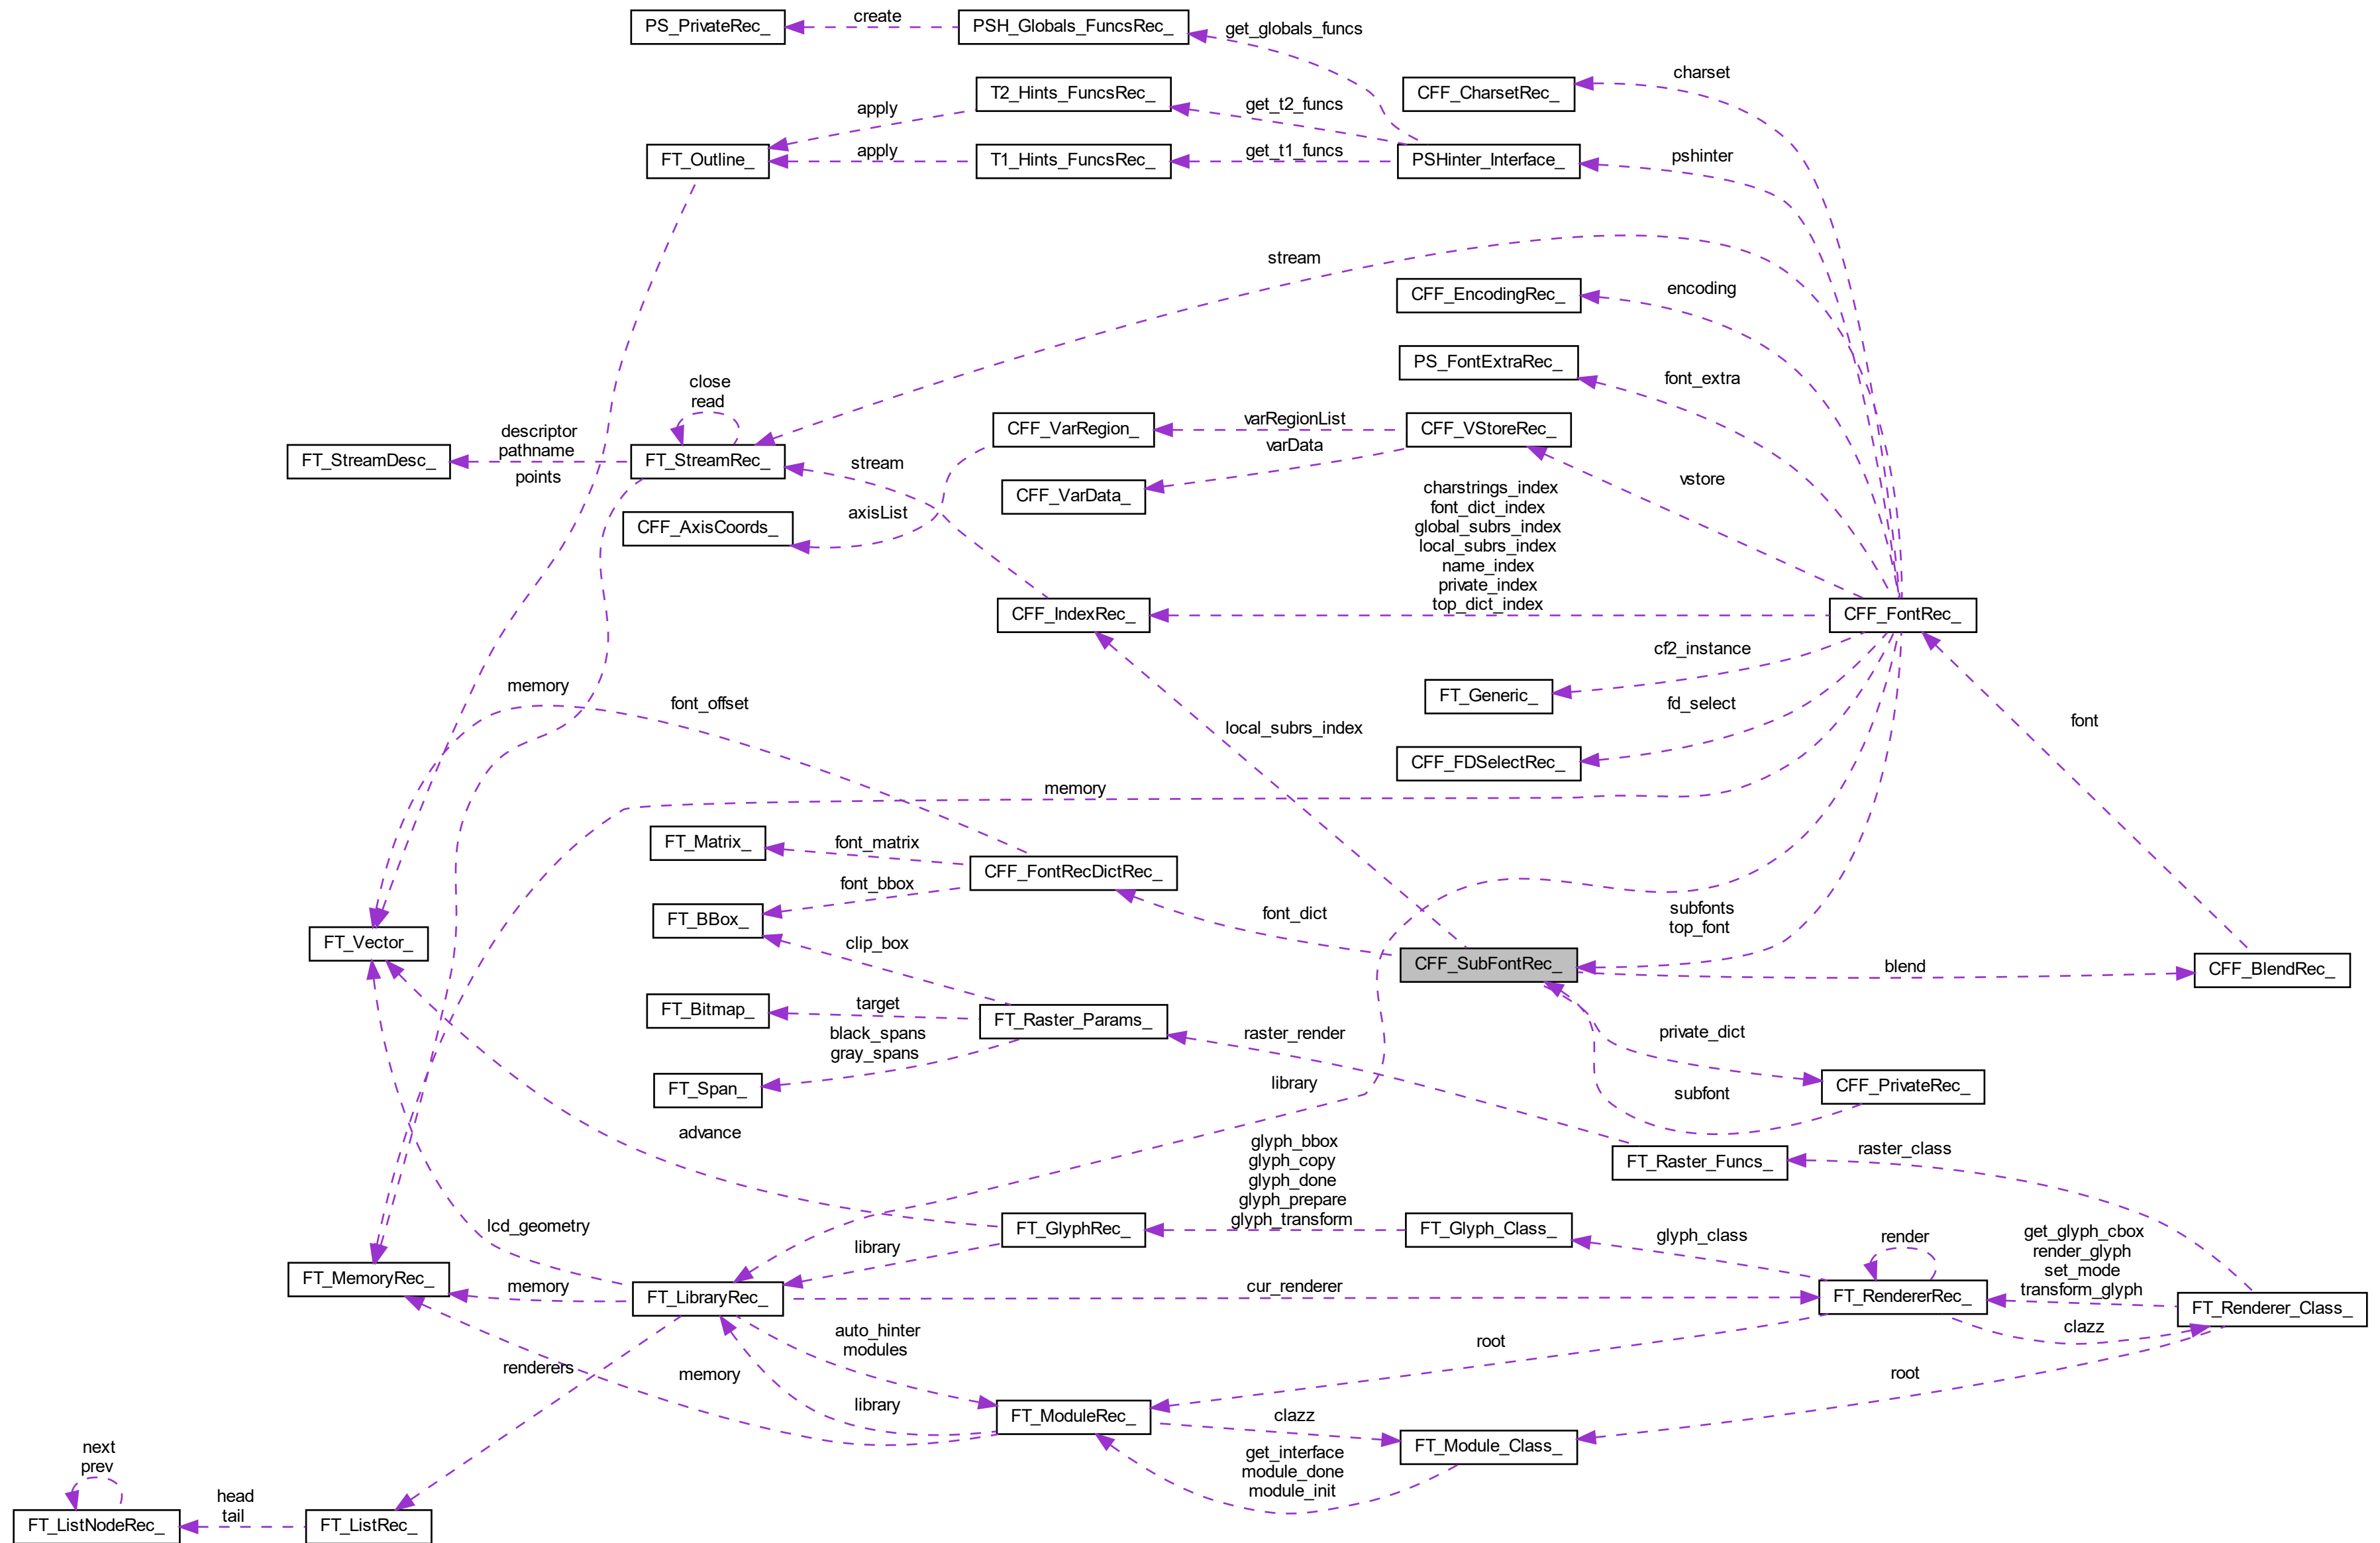 PS_PrivateRec_
create
PSH_Globals_FuncsRec_
get_globals_funcs
charset
CFF_CharsetRec_
T2_Hints_FuncsRec_
get_t2_funcs
apply
FT_Outline_
apply
T1_Hints_FuncsRec_
get_t1_funcs
PSHinter_Interface_
pshinter
stream
CFF_EncodingRec_
encoding
PS_FontExtraRec_
font_extra
close
read
descriptor
pathname
points
FT_StreamDesc_
FT_StreamRec_
CFF_VarRegion_
varRegionList
varData
CFF_VStoreRec_
stream
CFF_VarData_
vstore
axisList
CFF_AxisCoords_
charstrings_index
font_dict_index
global_subrs_index
local_subrs_index
name_index
private_index
top_dict_index
CFF_IndexRec_
CFF_FontRec_
cf2_instance
FT_Generic_
fd_select
CFF_FDSelectRec_
memory
font_offset
local_subrs_index
font
memory
FT_Matrix_
font_matrix
CFF_FontRecDictRec_
font_bbox
FT_BBox_
font_dict
subfonts
top_font
FT_Vector_
clip_box
CFF_SubFontRec_
blend
CFF_BlendRec_
FT_Bitmap_
target
FT_Raster_Params_
black_spans
gray_spans
raster_render
private_dict
FT_Span_
library
CFF_PrivateRec_
subfont
advance
FT_Raster_Funcs_
raster_class
glyph_bbox
glyph_copy
glyph_done
glyph_prepare
glyph_transform
lcd_geometry
FT_GlyphRec_
FT_Glyph_Class_
glyph_class
render
get_glyph_cbox
render_glyph
set_mode
transform_glyph
library
FT_MemoryRec_
memory
FT_LibraryRec_
cur_renderer
FT_RendererRec_
FT_Renderer_Class_
clazz
auto_hinter
modules
root
root
renderers
memory
library
FT_ModuleRec_
clazz
FT_Module_Class_
get_interface
module_done
module_init
next
prev
head
tail
FT_ListNodeRec_
FT_ListRec_